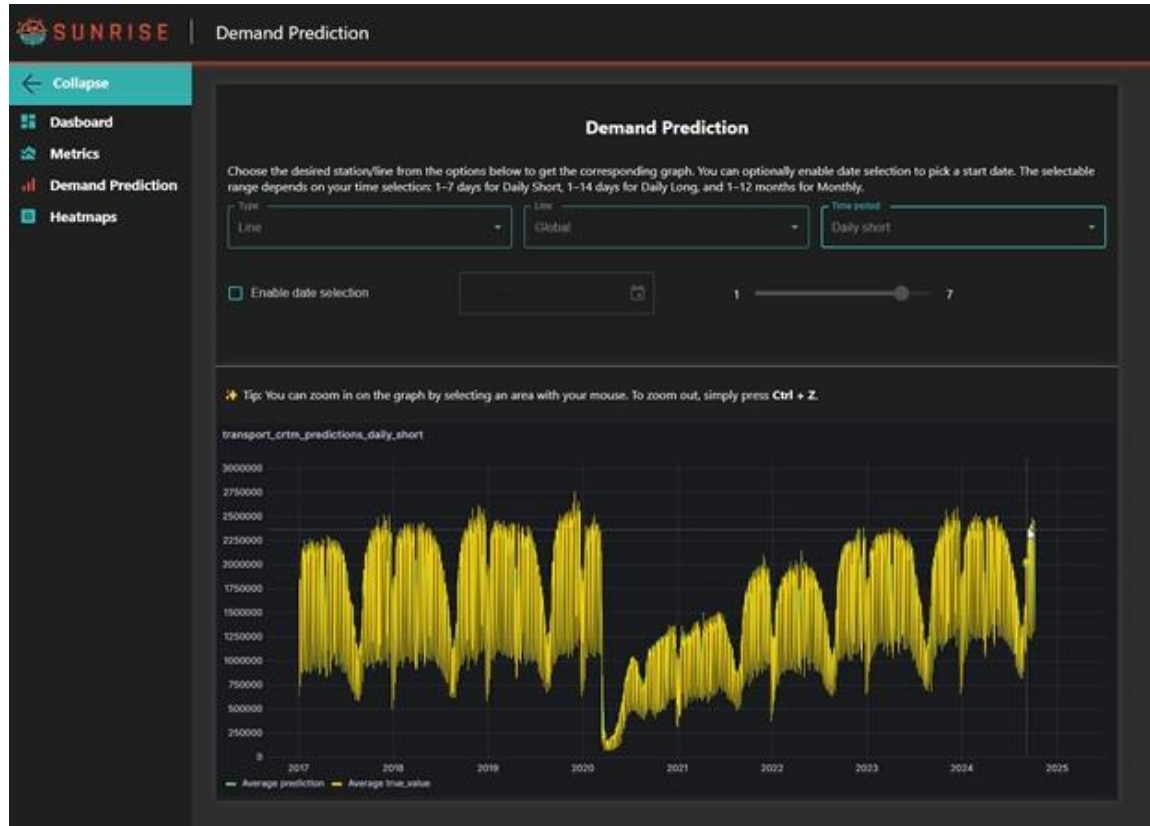 SUNRISE
Demand Prediction
Collapse
Dasboard
Metrics
Demand Prediction
Heatmaps
Demand Prediction
Choose the desired station/line from the options below to get the corresponding graph. You can optionally enable date selection to pick a start date. The selectable
range depends on your time selection: 1–7 days for Daily Short, 1–14 days for Daily Long, and 1–12 months for Monthly.
Type
Line
Line
Global
Time period
Daily short
Enable date selection
1
7
✨ Tip: You can zoom in on the graph by selecting an area with your mouse. To zoom out, simply press Ctrl + Z.
transport_crtm_predictions_daily_short
3000000
2750000
2500000
2250000
2000000
1750000
1500000
1250000
1000000
750000
500000
250000
0
2017 2018 2019 2020 2021 2022 2023 2024 2025
Average prediction Average true_value